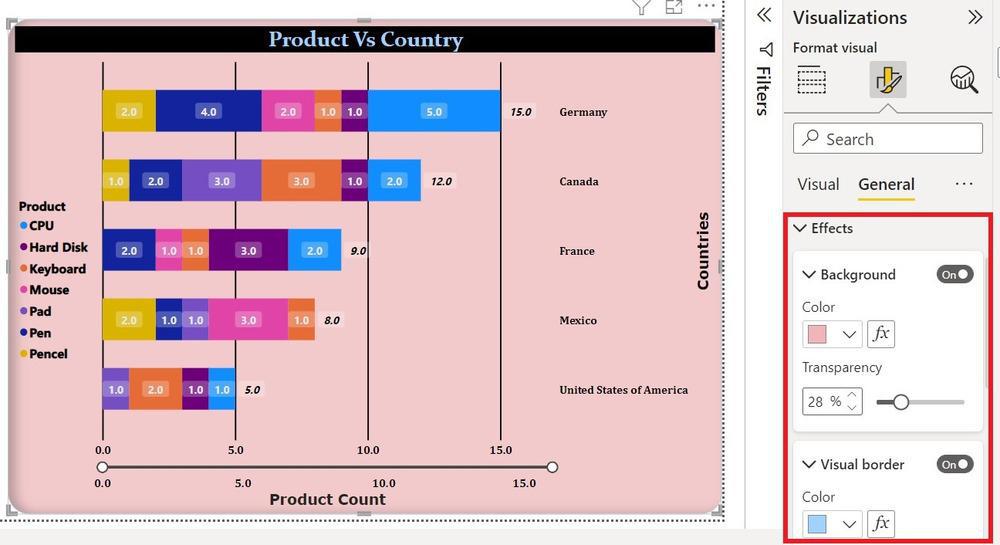 Product Vs Country
2.0 4.0 2.0 1.0 1.0 5.0 15.0 Germany
1.0 2.0 3.0 3.0 1.0 2.0 12.0 Canada
2.0 1.0 1.0 3.0 2.0 9.0 France
2.0 1.0 1.0 3.0 1.0 8.0 Mexico
1.0 2.0 1.0 1.0 5.0 United States of America
Product
CPU
Hard Disk
Keyboard
Mouse
Pad
Pen
Pencel
Countries
0.0 5.0 10.0 15.0
0.0 5.0 10.0 15.0
Product Count
Filters
Visualizations
Format visual
Search
Visual General
Effects
Background On
Color
fx
Transparency
28 %
Visual border On
Color
fx